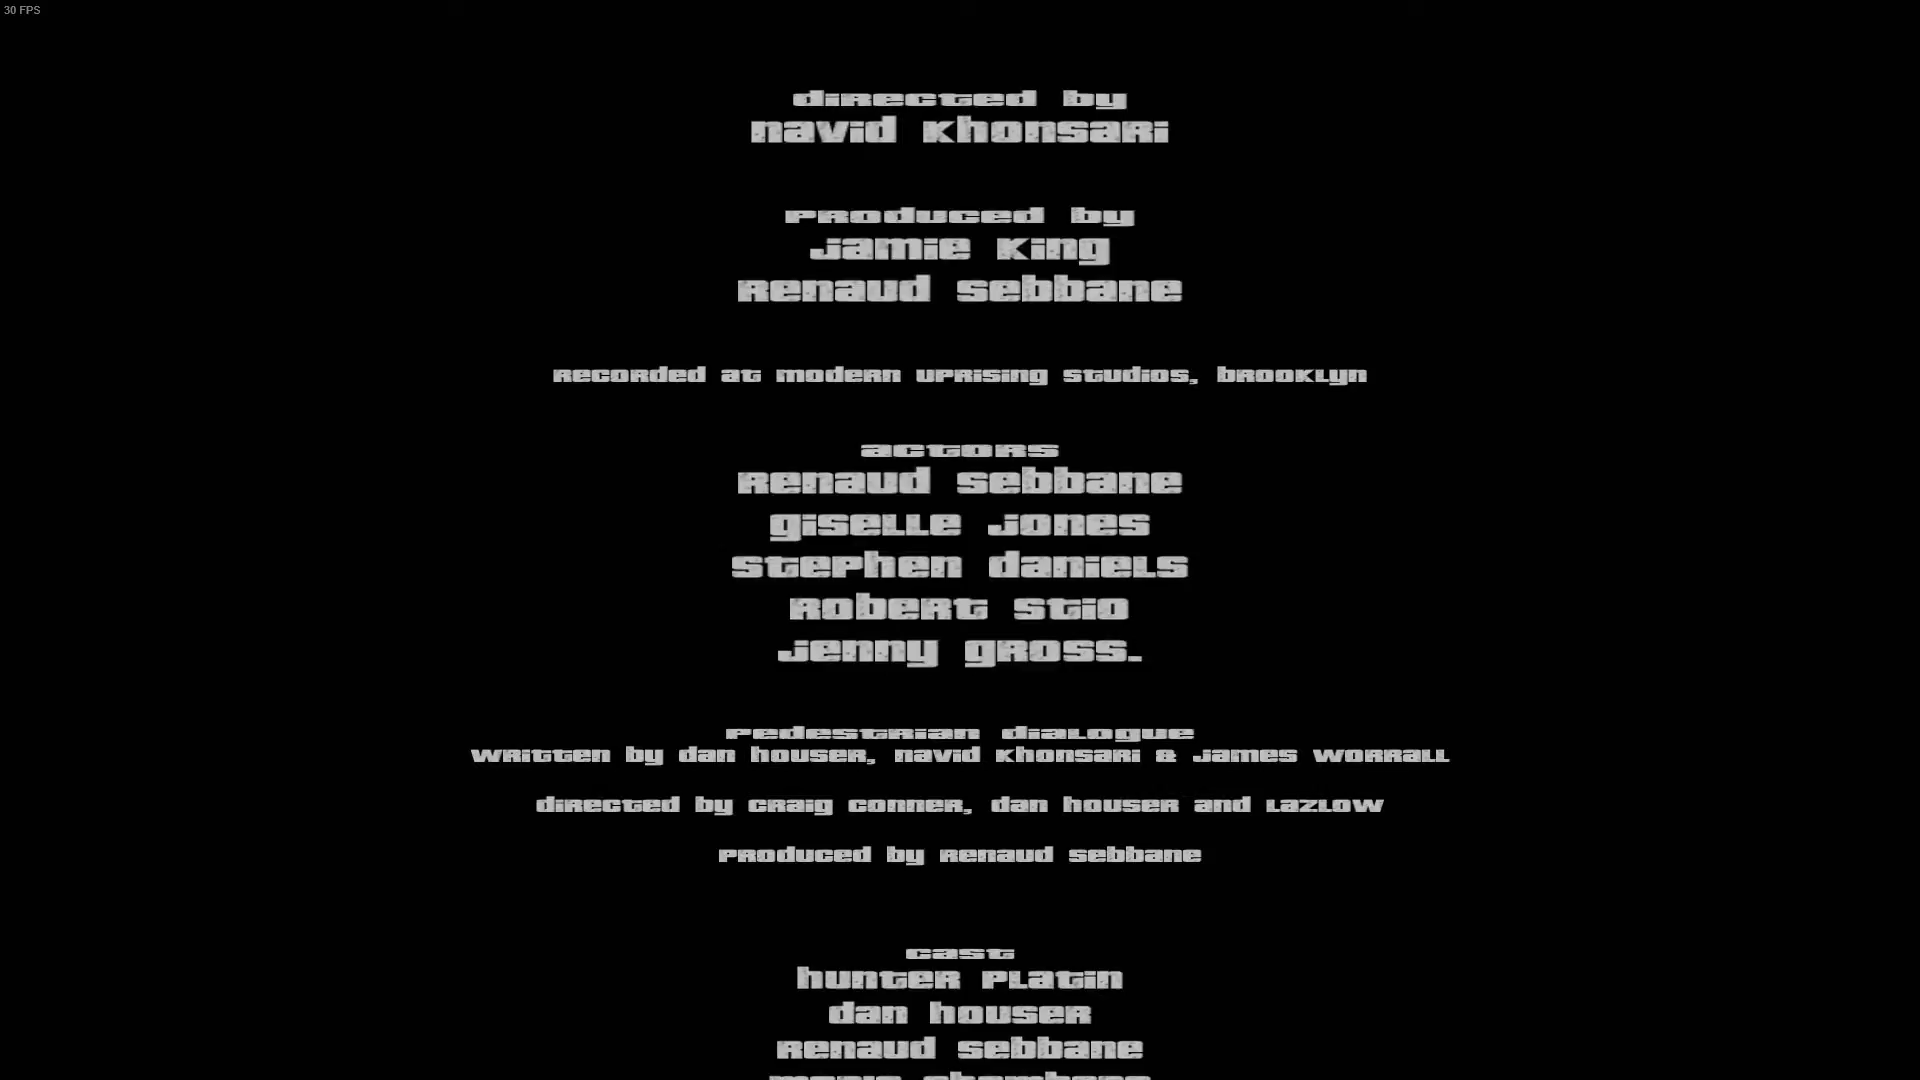 30 FPS
directed by
navid khonsari
produced by
jamie king
renaud sebbane
recorded at modern uprising studios, brooklyn
actors
renaud sebbane
giselle jones
stephen daniels
robert stio
jenny gross.
pedestrian dialogue
written by dan houser, navid khonsari & james worrall
directed by craig conner, dan houser and lazlow
produced by renaud sebbane
cast
hunter platin
dan houser
renaud sebbane